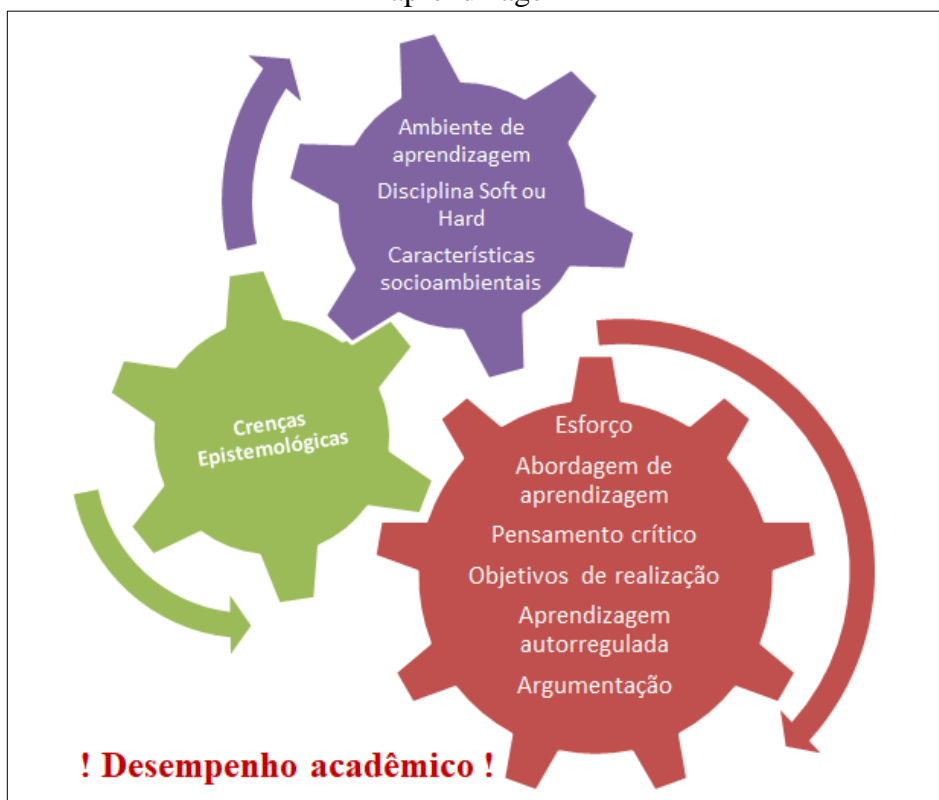 Ambiente de
aprendizagem
Disciplina Soft ou
Hard
Características
socioambientais
Crenças
Epistemológicas
Esforço
Abordagem de
aprendizagem
Pensamento crítico
Objetivos de realização
Aprendizagem
autorregulada
Argumentação
! Desempenho acadêmico !